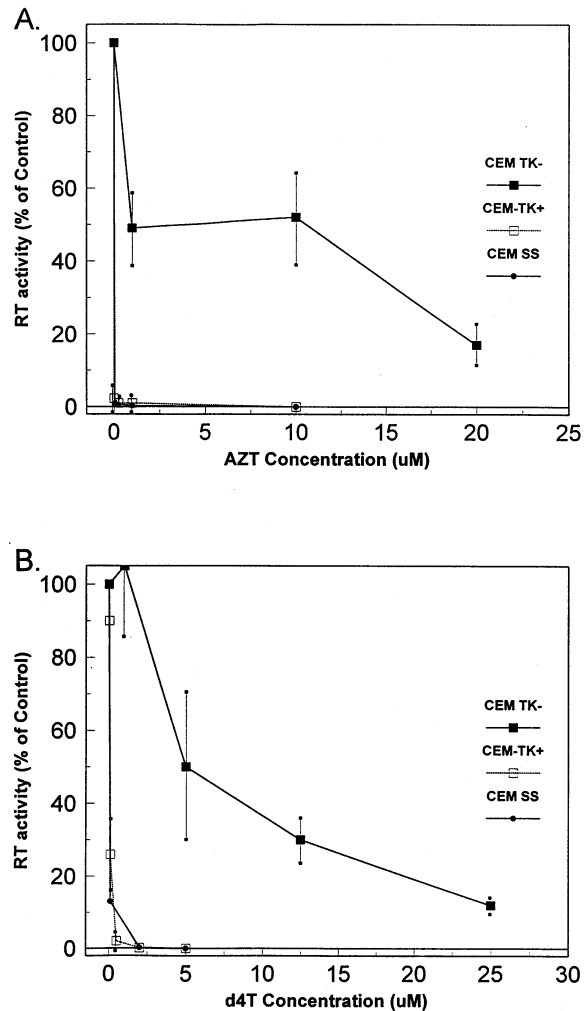 A.
RT activity (% of Control)
100
80
60
40
20
0
CEM TK-
CEM-TK+
CEM SS
0 5 10 15 20 25
AZT Concentration (uM)
B.
RT activity (% of Control)
100
80
60
40
20
0
CEM TK-
CEM-TK+
CEM SS
0 5 10 15 20 25 30
d4T Concentration (uM)